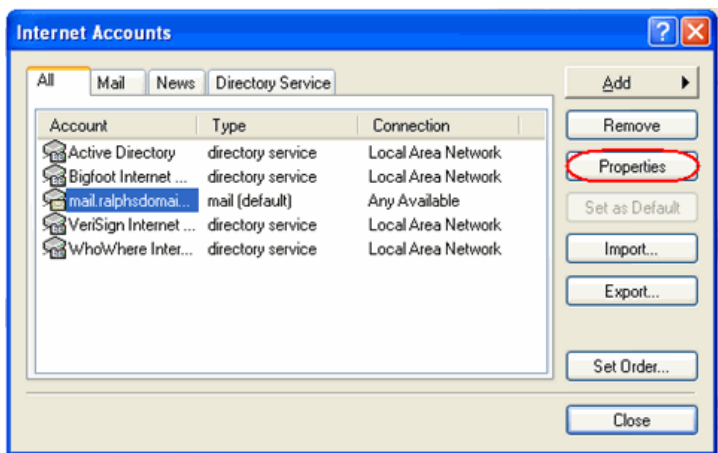 Internet Accounts
?
All Mail News Directory Service
Add
Account Type Connection
Remove
Active Directory directory service Local Area Network
Properties
Bigfoot Internet ... directory service Local Area Network
mail.ralphsdomai... mail (default) Any Available
Set as Default
VeriSign Internet ... directory service Local Area Network
WhoWhere Inter... directory service Local Area Network
Import...
Export...
Set Order...
Close